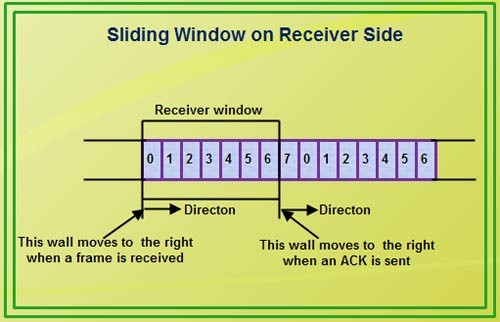 Sliding Window on Receiver Side
Receiver window
0 1 2 3 4 5 6 7 0 1 2 3 4 5 6
Directon Directon
This wall moves to the right
when a frame is received
This wall moves to the right
when an ACK is sent